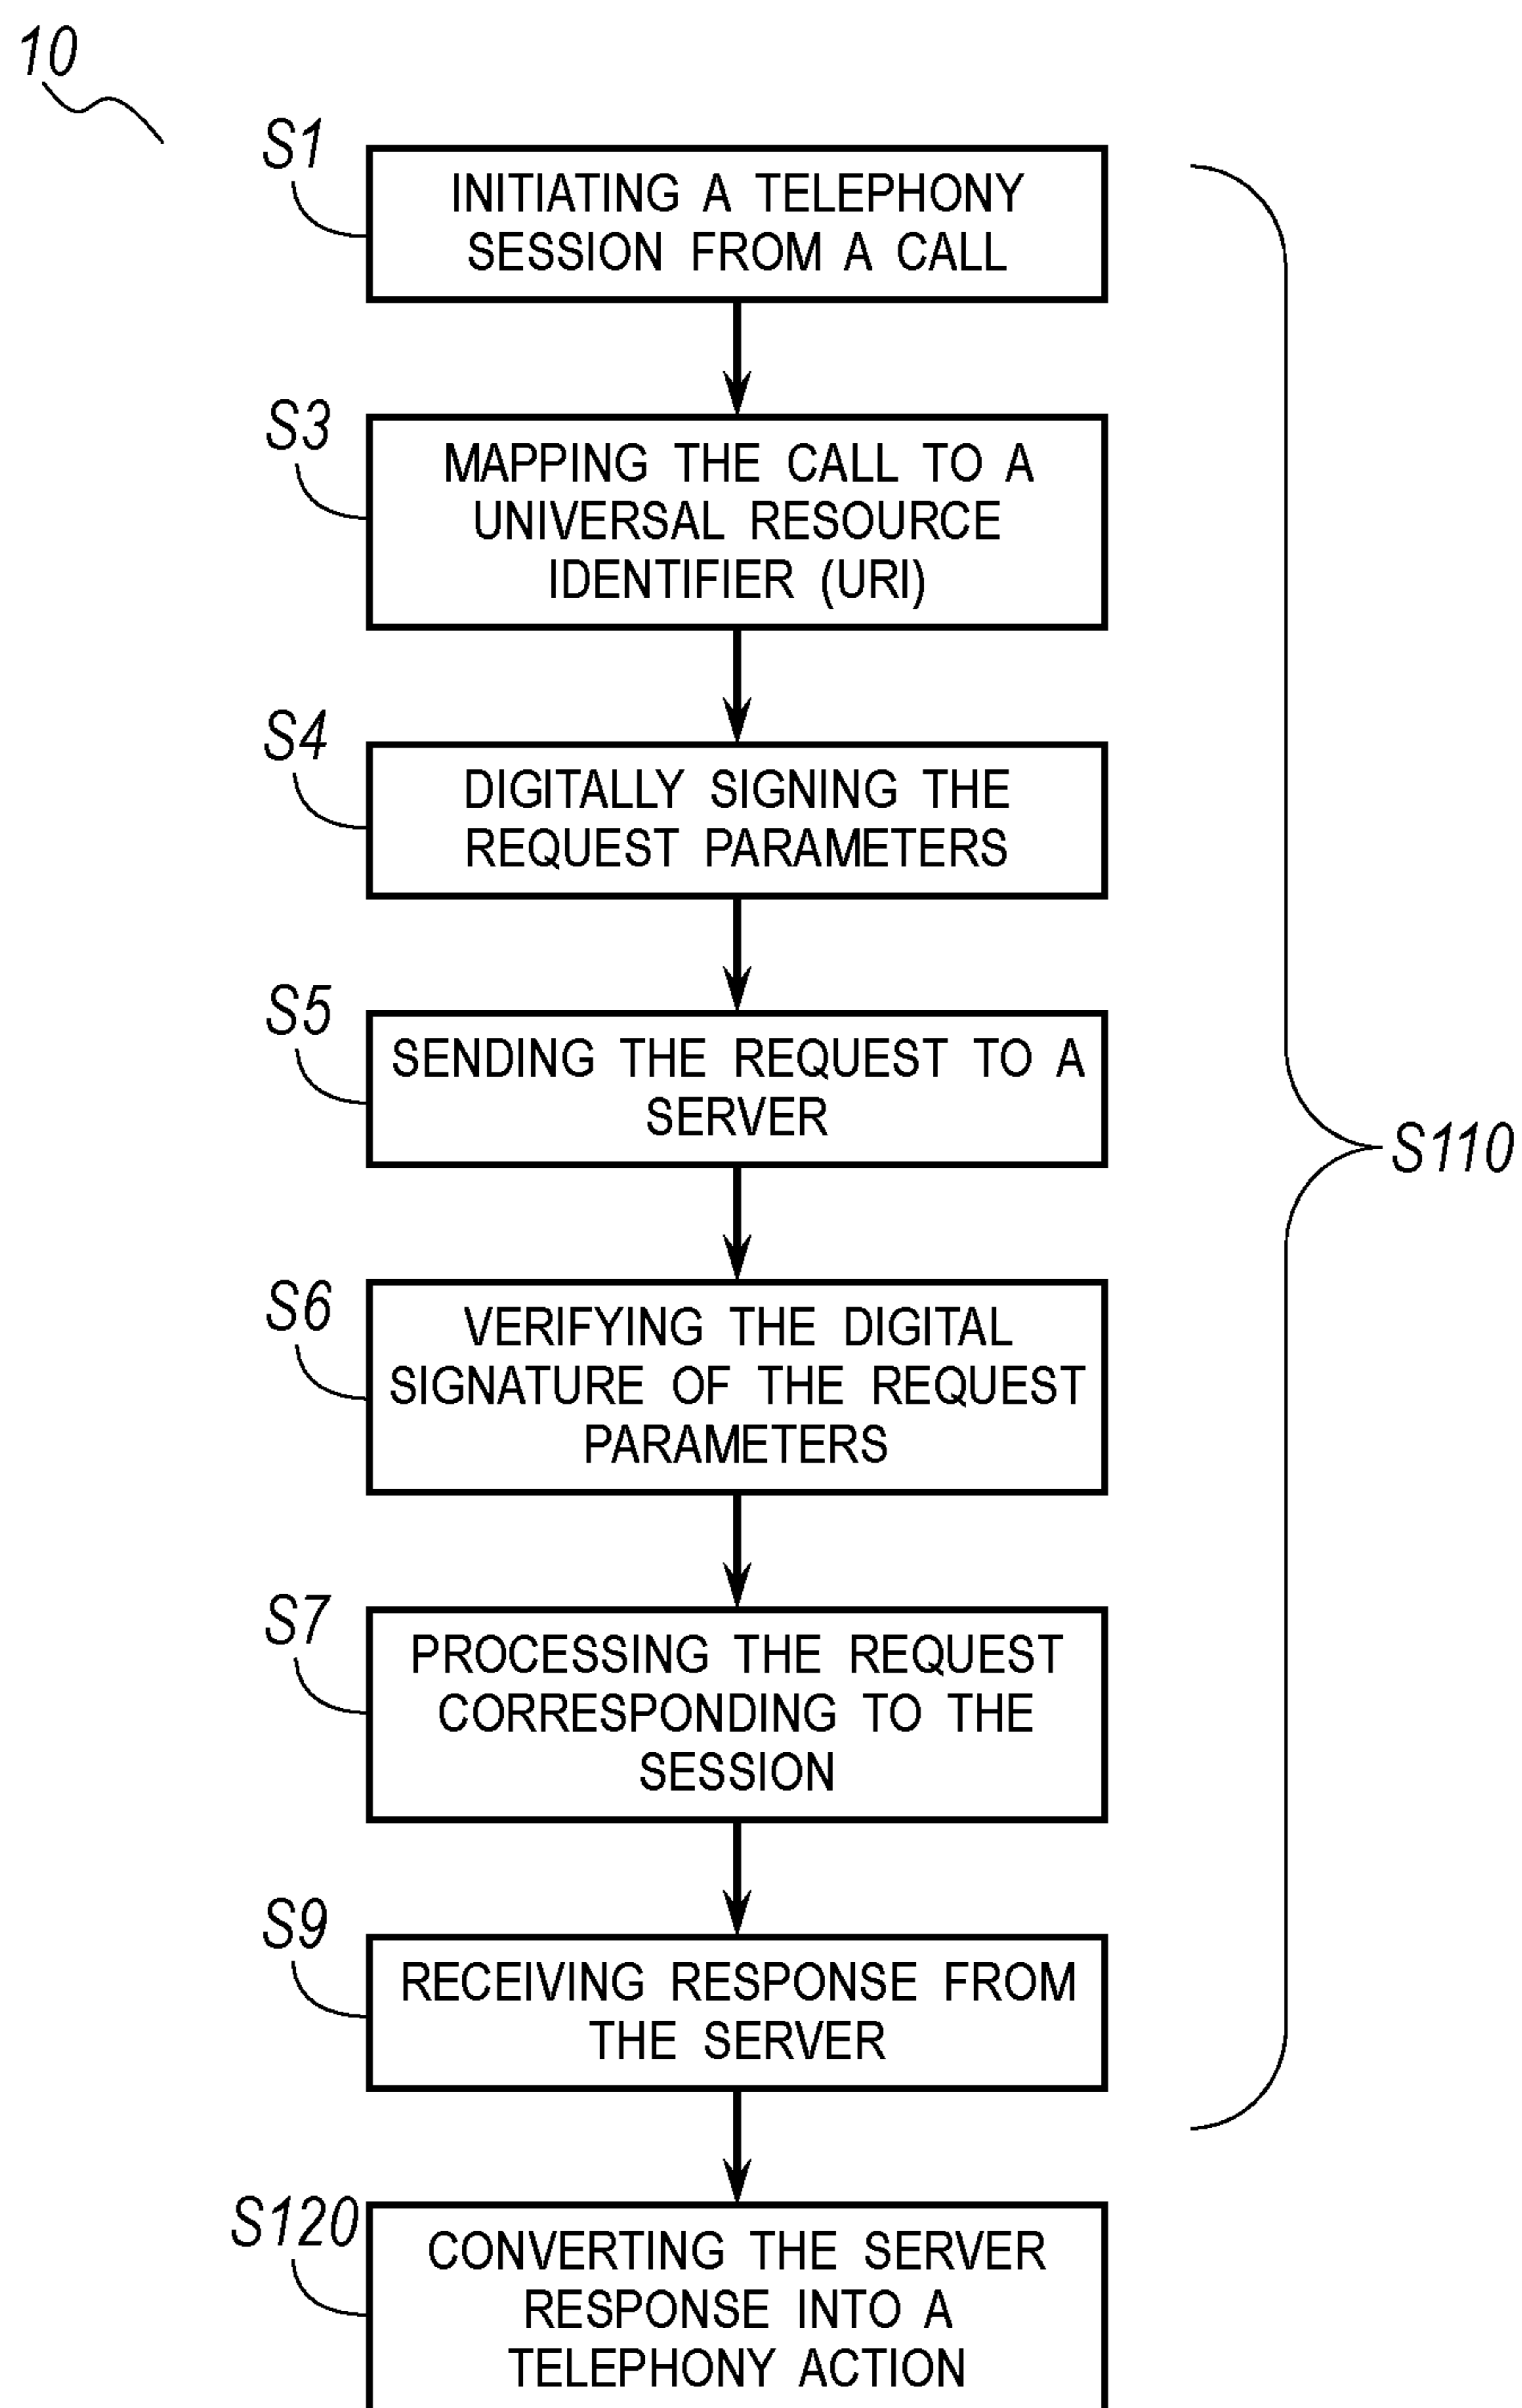 10
S1
INITIATING A TELEPHONY
SESSION FROM A CALL
S3
MAPPING THE CALL TO A
UNIVERSAL RESOURCE
IDENTIFIER (URI)
S4
DIGITALLY SIGNING THE
REQUEST PARAMETERS
S5
SENDING THE REQUEST TO A
SERVER
S110
S6
VERIFYING THE DIGITAL
SIGNATURE OF THE REQUEST
PARAMETERS
S7
PROCESSING THE REQUEST
CORRESPONDING TO THE
SESSION
S9
RECEIVING RESPONSE FROM
THE SERVER
S120
CONVERTING THE SERVER
RESPONSE INTO A
TELEPHONY ACTION